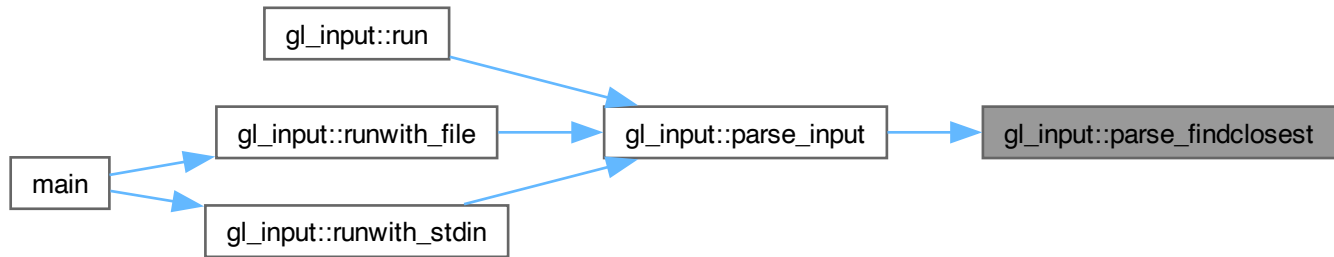 gl_input::run
gl_input::runwith_file
gl_input::parse_input
gl_input::parse_findclosest
main
gl_input::runwith_stdin